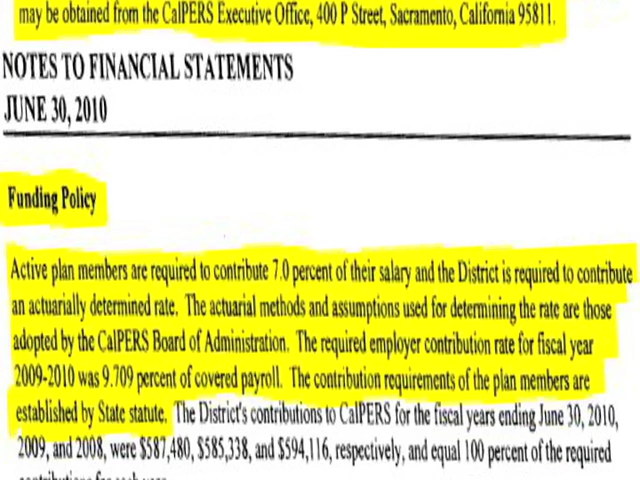 may be obtained from the CalPERS Executive Office, 400 P Street, Sacramento, California 95811.
NOTES TO FINANCIAL STATEMENTS
JUNE 30, 2010
Funding Policy
Active plan members are required to contribute 7.0 percent of their salary and the District is required to contribute
an actuarially determined rate. The actuarial methods and assumptions used for determining the rate are those
adopted by the CalPERS Board of Administration. The required employer contribution rate for fiscal year
2009-2010 was 9.709 percent of covered payroll. The contribution requirements of the plan members are
established by State statute. The District's contributions to CalPERS for the fiscal years ending June 30, 2010,
2009, and 2008, were $587,480, $585,338, and $594,116, respectively, and equal 100 percent of the required